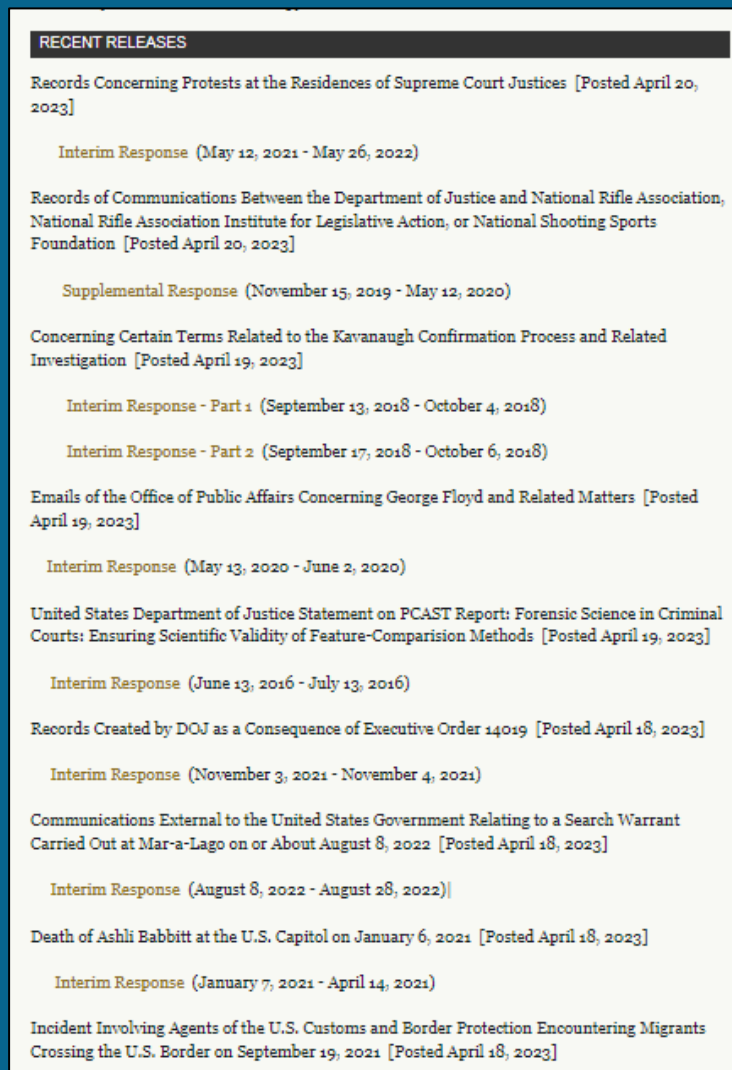 RECENT RELEASES
Records Concerning Protests at the Residences of Supreme Court Justices [Posted April 20,
2023]
Interim Response (May 12, 2021 - May 26, 2022)
Records of Communications Between the Department of Justice and National Rifle Association,
National Rifle Association Institute for Legislative Action, or National Shooting Sports
Foundation [Posted April 20, 2023]
Supplemental Response (November 15, 2019 - May 12, 2020)
Concerning Certain Terms Related to the Kavanaugh Confirmation Process and Related
Investigation [Posted April 19, 2023]
Interim Response - Part 1 (September 13, 2018 - October 4, 2018)
Interim Response - Part 2 (September 17, 2018 - October 6, 2018)
Emails of the Office of Public Affairs Concerning George Floyd and Related Matters [Posted
April 19, 2023]
Interim Response (May 13, 2020 - June 2, 2020)
United States Department of Justice Statement on PCAST Report: Forensic Science in Criminal
Courts: Ensuring Scientific Validity of Feature-Comparision Methods [Posted April 19, 2023]
Interim Response (June 13, 2016 - July 13, 2016)
Records Created by DOJ as a Consequence of Executive Order 14019 [Posted April 18, 2023]
Interim Response (November 3, 2021 - November 4, 2021)
Communications External to the United States Government Relating to a Search Warrant
Carried Out at Mar-a-Lago on or About August 8, 2022 [Posted April 18, 2023]
Interim Response (August 8, 2022 - August 28, 2022)|
Death of Ashli Babbitt at the U.S. Capitol on January 6, 2021 [Posted April 18, 2023]
Interim Response (January 7, 2021 - April 14, 2021)
Incident Involving Agents of the U.S. Customs and Border Protection Encountering Migrants
Crossing the U.S. Border on September 19, 2021 [Posted April 18, 2023]